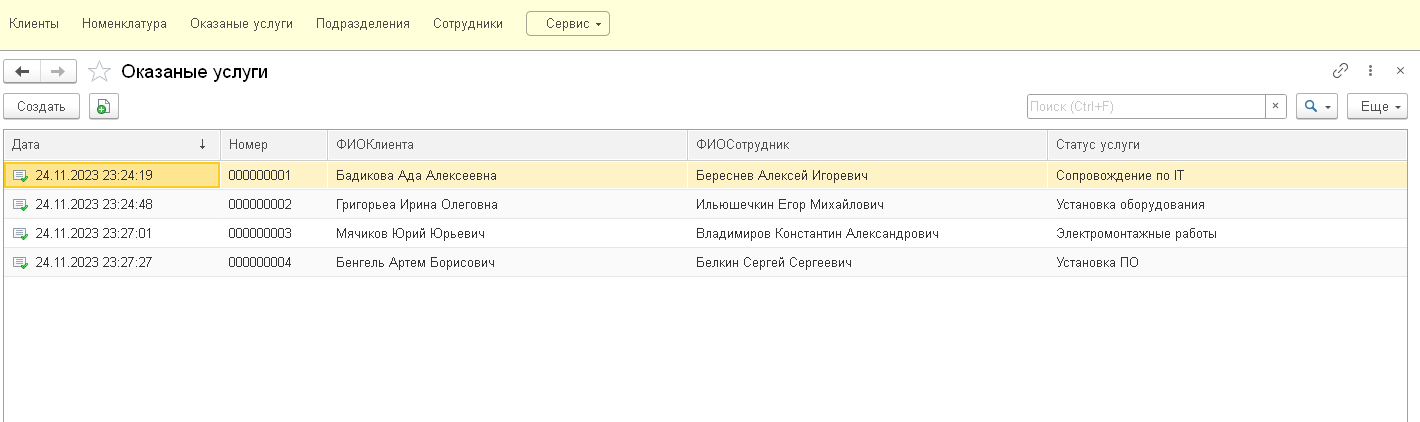 Клиенты Номенклатура Оказаные услуги Подразделения Сотрудники Сервис
Оказаные услуги
Создать Поиск (Ctrl+F) × Еще
Дата ↓ Номер ФИОКлиента ФИОСотрудник Статус услуги
24.11.2023 23:24:19 000000001 Бадикова Ада Алексеевна Береснев Алексей Игоревич Сопровождение по IT
24.11.2023 23:24:48 000000002 Григорьеа Ирина Олеговна Ильюшечкин Егор Михайлович Установка оборудования
24.11.2023 23:27:01 000000003 Мячиков Юрий Юрьевич Владимиров Константин Александрович Электромонтажные работы
24.11.2023 23:27:27 000000004 Бенгель Артем Борисович Белкин Сергей Сергеевич Установка ПО